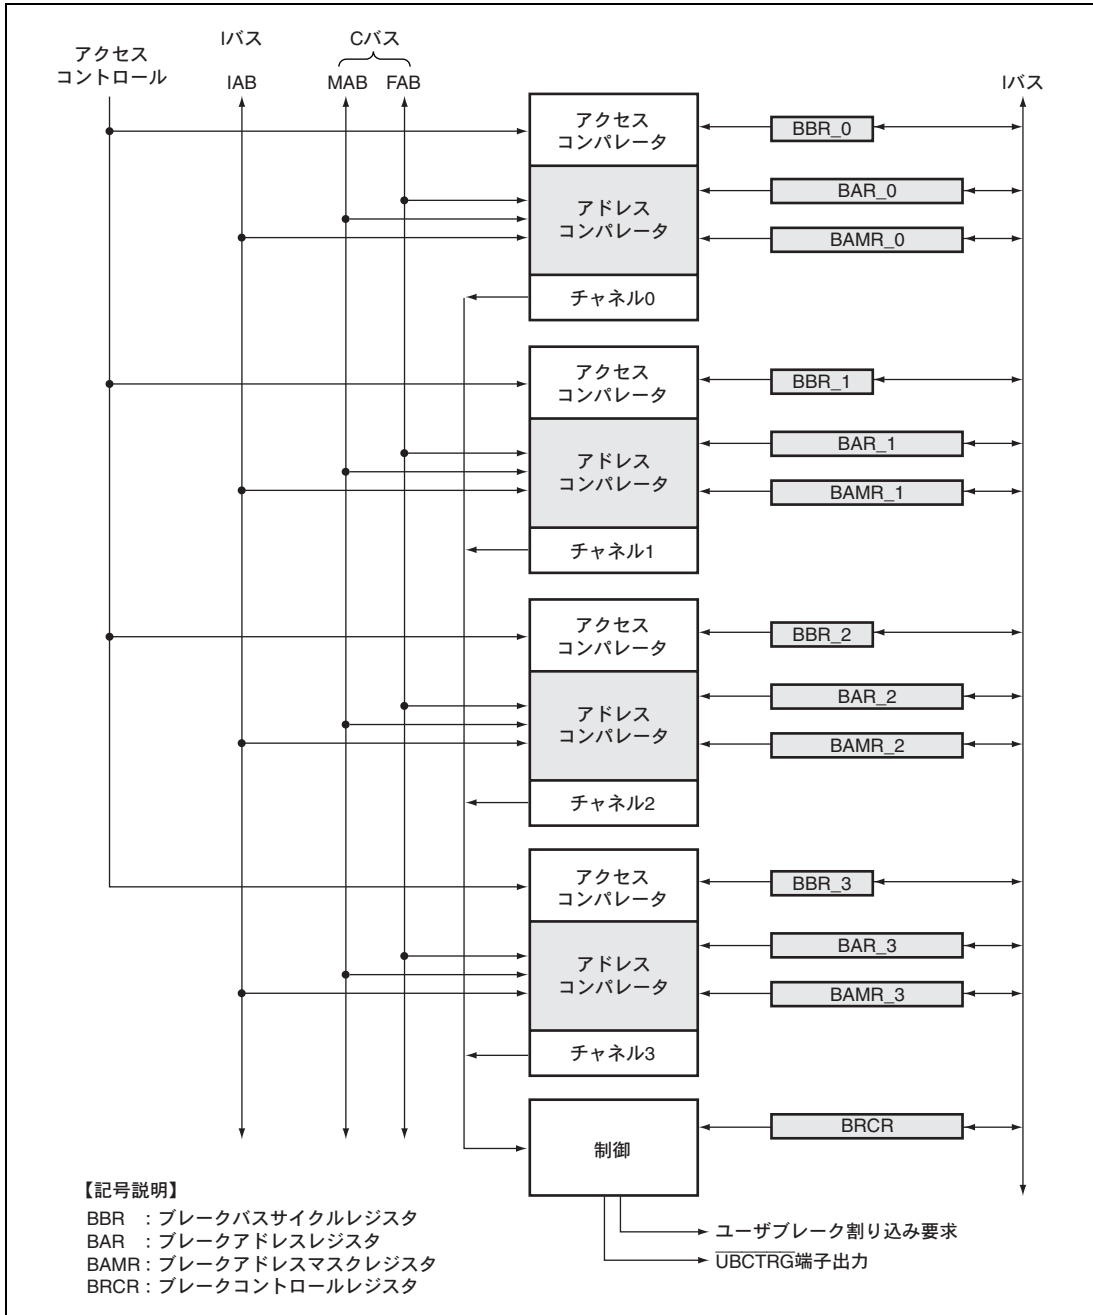 アクセス
コントロール
Iバス
IAB
Cバス
MAB FAB
Iバス
アクセス
コンパレータ
アドレス
コンパレータ
チャネル0
BBR_0
BAR_0
BAMR_0
アクセス
コンパレータ
アドレス
コンパレータ
チャネル1
BBR_1
BAR_1
BAMR_1
アクセス
コンパレータ
アドレス
コンパレータ
チャネル2
BBR_2
BAR_2
BAMR_2
アクセス
コンパレータ
アドレス
コンパレータ
チャネル3
BBR_3
BAR_3
BAMR_3
制御
BRCR
ユーザブレーク割り込み要求
UBCTRG端子出力
【記号説明】
BBR :ブレークバスサイクルレジスタ
BAR :ブレークアドレスレジスタ
BAMR:ブレークアドレスマスクレジスタ
BRCR:ブレークコントロールレジスタ